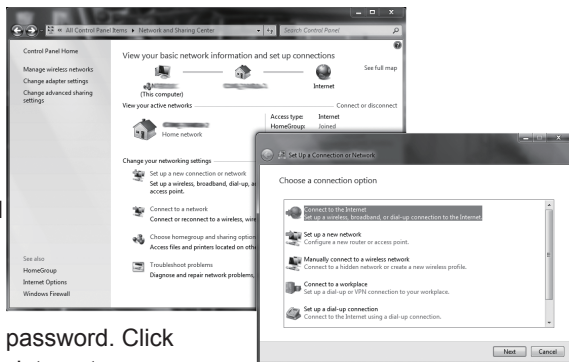 All Control Panel Items ▸ Network and Sharing Center
Search Control Panel
Control Panel Home
Manage wireless networks
Change adapter settings
Change advanced sharing
settings
See also
HomeGroup
Internet Options
Windows Firewall
View your basic network information and set up connections
See full map
(This computer)
Internet
View your active networks
Connect or disconnect
Home network
Access type: Internet
HomeGroup: Joined
Change your networking settings
Set up a new connection or network
Set up a wireless, broadband, dial-up, a
access point.
Connect to a network
Connect or reconnect to a wireless, wire
Choose homegroup and sharing option
Access files and printers located on othe
Troubleshoot problems
Diagnose and repair network problems,
Set Up a Connection or Network
Choose a connection option
Connect to the Internet
Set up a wireless, broadband, or dial-up connection to the Internet.
Set up a new network
Configure a new router or access point.
Manually connect to a wireless network
Connect to a hidden network or create a new wireless profile.
Connect to a workplace
Set up a dial-up or VPN connection to your workplace.
Set up a dial-up connection
Connect to the Internet using a dial-up connection.
Next
Cancel
password. Click